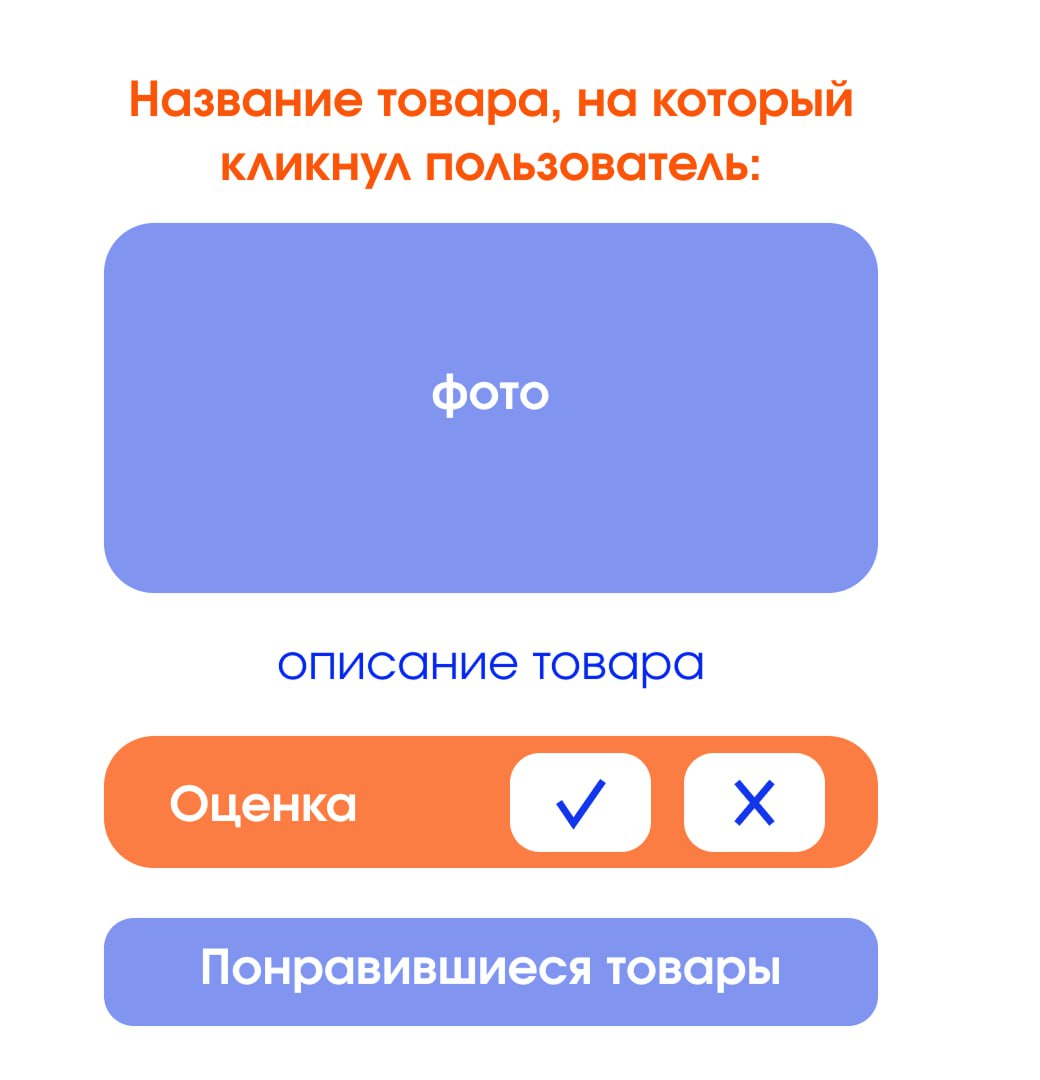 Название товара, на который
кликнул пользователь:
фото
описание товара
Оценка
Понравившиеся товары